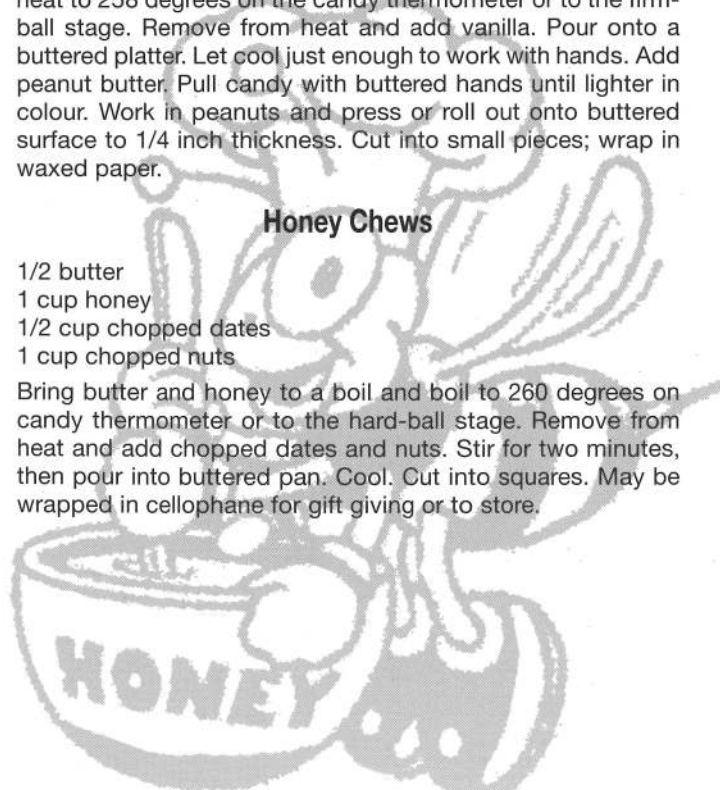 heat to 258 degrees on the candy thermometer or to the firm-
ball stage. Remove from heat and add vanilla. Pour onto a
buttered platter. Let cool just enough to work with hands. Add
peanut butter. Pull candy with buttered hands until lighter in
colour. Work in peanuts and press or roll out onto buttered
surface to 1/4 inch thickness. Cut into small pieces; wrap in
waxed paper.
Honey Chews
1/2 butter
1 cup honey
1/2 cup chopped dates
1 cup chopped nuts
Bring butter and honey to a boil and boil to 260 degrees on
candy thermometer or to the hard-ball stage. Remove from
heat and add chopped dates and nuts. Stir for two minutes,
then pour into buttered pan. Cool. Cut into squares. May be
wrapped in cellophane for gift giving or to store.
HONEY